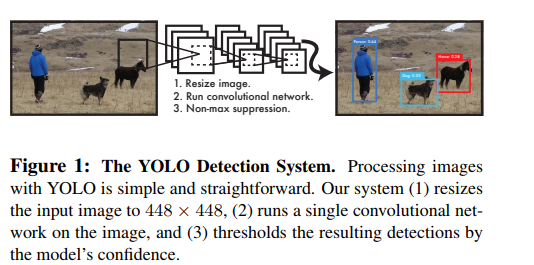 1. Resize image.
2. Run convolutional network.
3. Non-max suppression.
Person: 0.64
Horse: 0.28
Dog: 0.30
Figure 1: The YOLO Detection System. Processing images
with YOLO is simple and straightforward. Our system (1) resizes
the input image to 448 × 448, (2) runs a single convolutional net-
work on the image, and (3) thresholds the resulting detections by
the model's confidence.